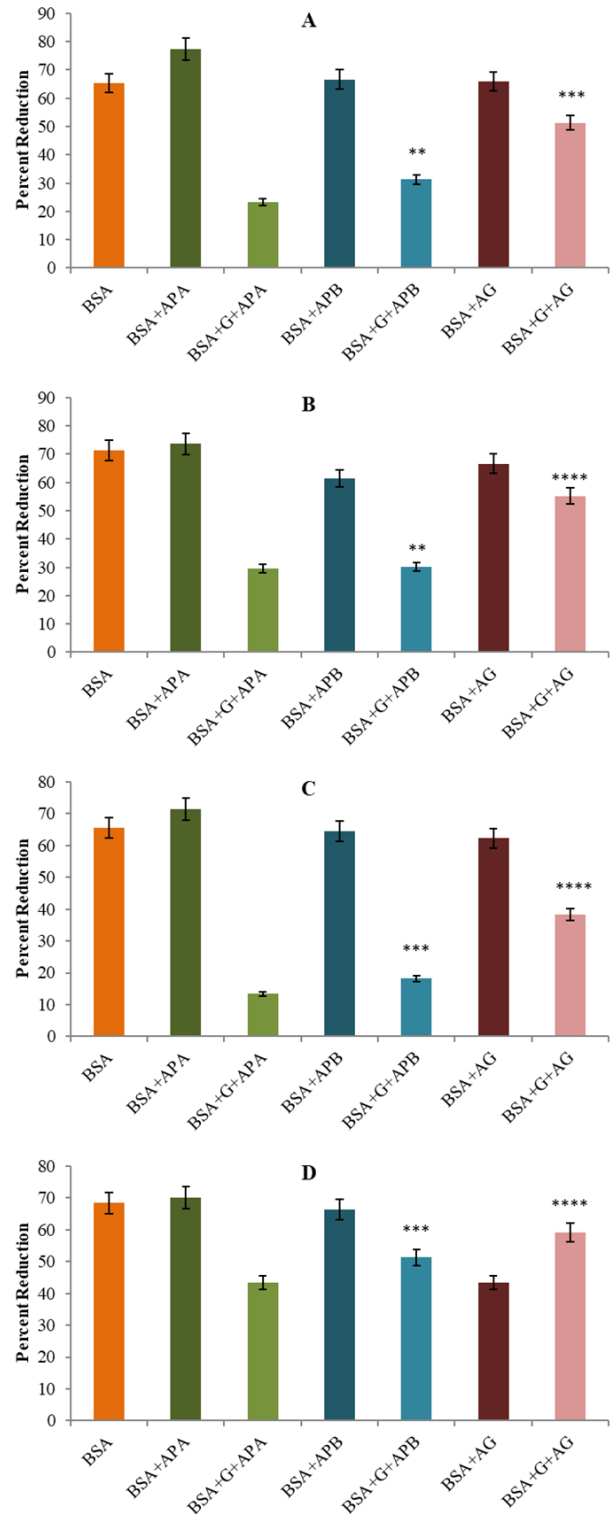 A
Percent Reduction
90
80
70
60
50
40
30
20
10
0
**
***
BSA
BSA+APA
BSA+G+APA
BSA+APB
BSA+G+APB
BSA+AG
BSA+G+AG
B
Percent Reduction
90
80
70
60
50
40
30
20
10
0
**
****
BSA
BSA+APA
BSA+G+APA
BSA+APB
BSA+G+APB
BSA+AG
BSA+G+AG
C
Percent Reduction
80
70
60
50
40
30
20
10
0
***
****
BSA
BSA+APA
BSA+G+APA
BSA+APB
BSA+G+APB
BSA+AG
BSA+G+AG
D
Percent Reduction
80
70
60
50
40
30
20
10
0
***
****
BSA
BSA+APA
BSA+G+APA
BSA+APB
BSA+G+APB
BSA+AG
BSA+G+AG